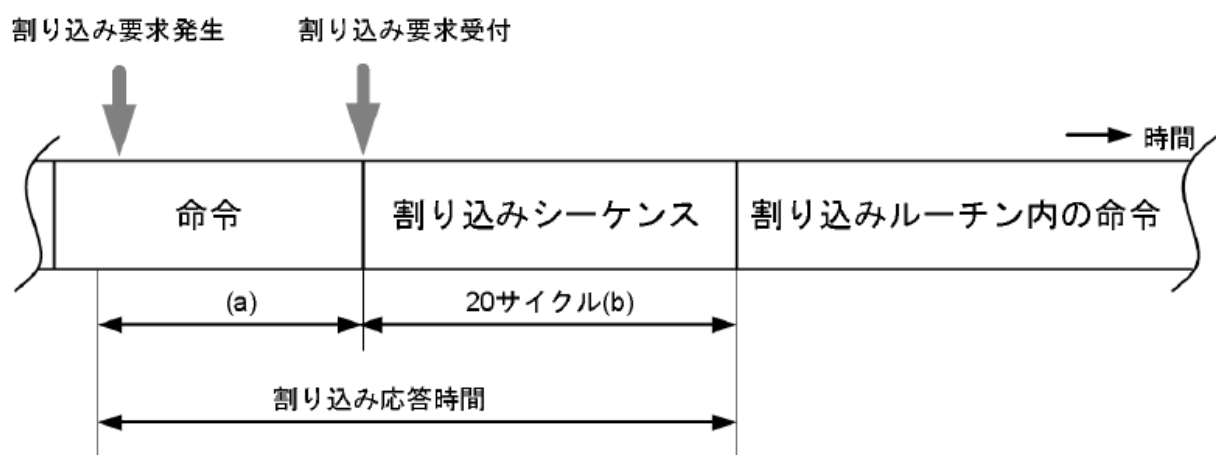 割り込み要求発生 割り込み要求受付
時間
命令 割り込みシーケンス 割り込みルーチン内の命令
(a) 20サイクル(b)
割り込み応答時間